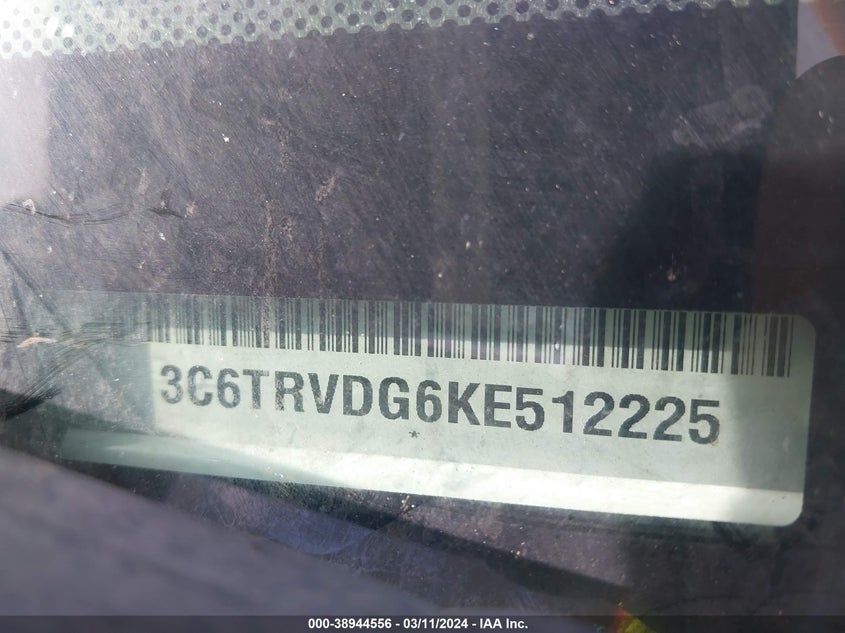 3C6TRVDG6KE512225
000-38944556 - 03/11/2024 - IAA Inc.